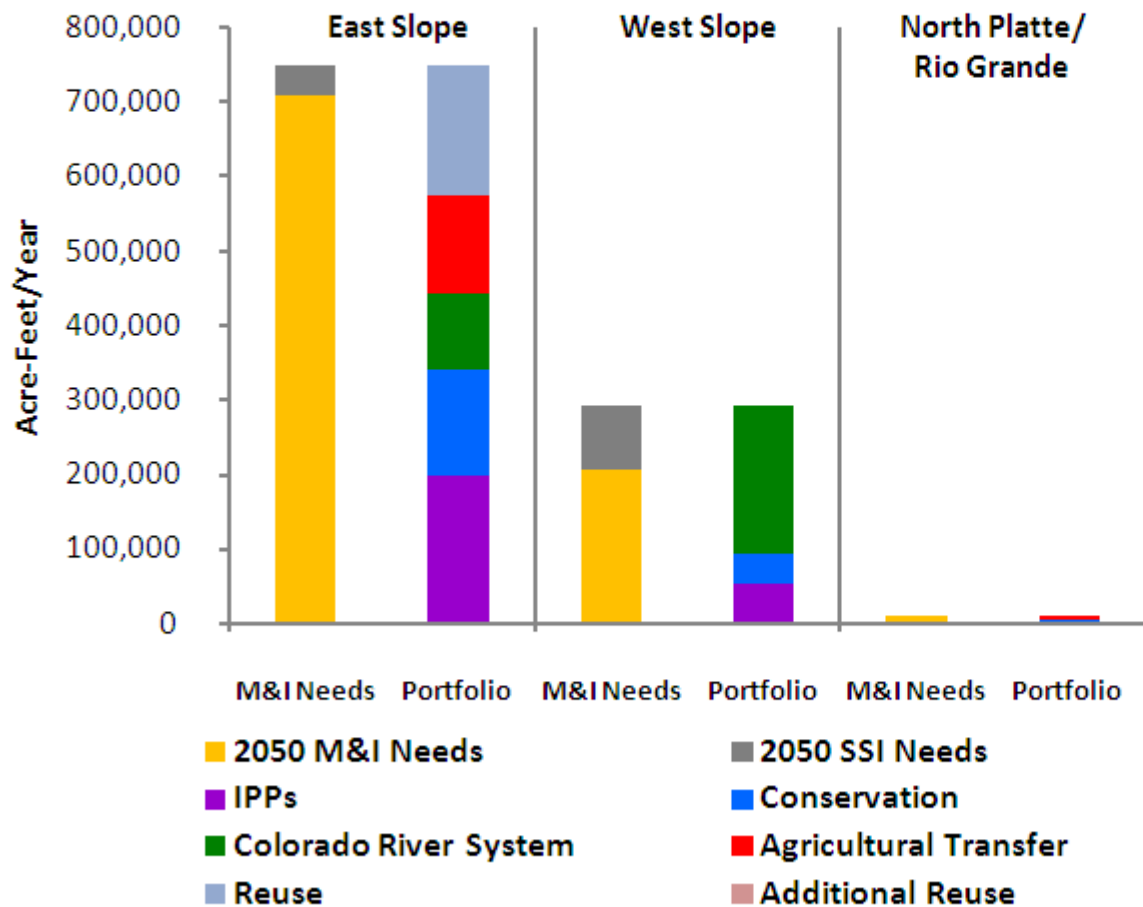 East Slope
West Slope
North Platte/
Rio Grande
Acre-Feet/Year
800,000
700,000
600,000
500,000
400,000
300,000
200,000
100,000
0
M&I Needs Portfolio M&I Needs Portfolio M&I Needs Portfolio
2050 M&I Needs 2050 SSI Needs
IPPs Conservation
Colorado River System Agricultural Transfer
Reuse Additional Reuse